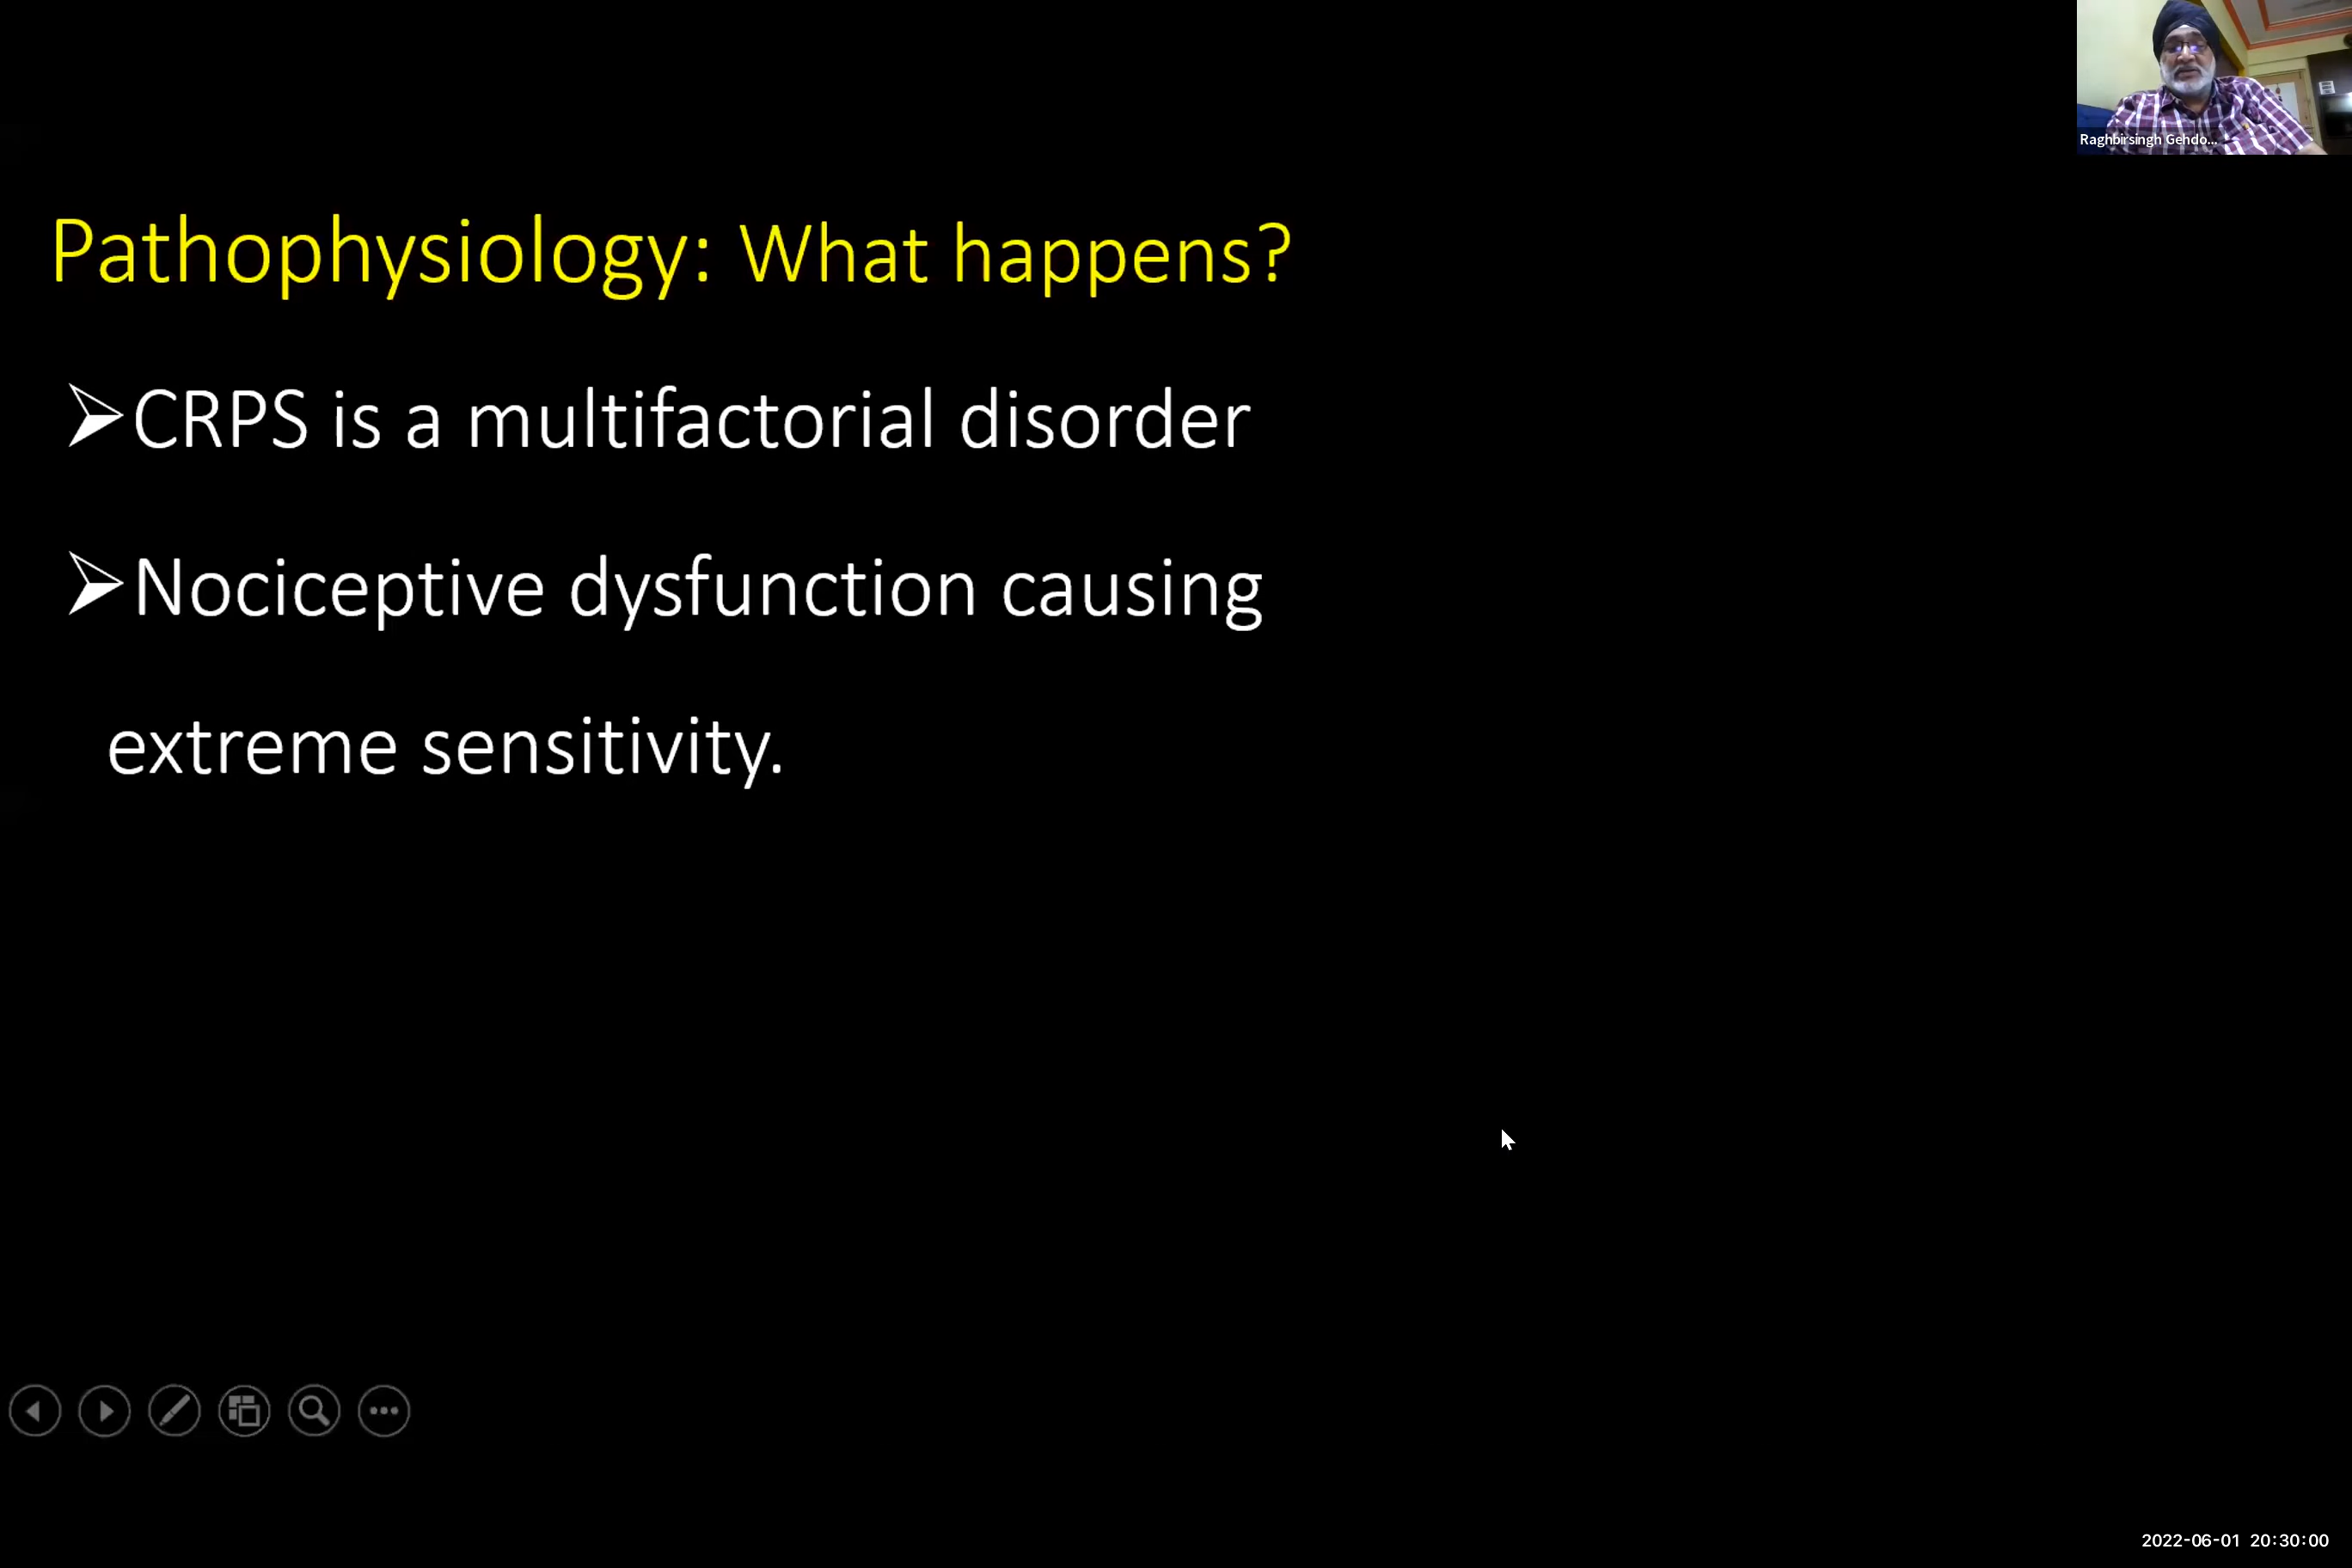 Raghbirsingh Gehdo...
Pathophysiology: What happens?
➢CRPS is a multifactorial disorder
➢Nociceptive dysfunction causing
extreme sensitivity.
2022-06-01 20:30:00